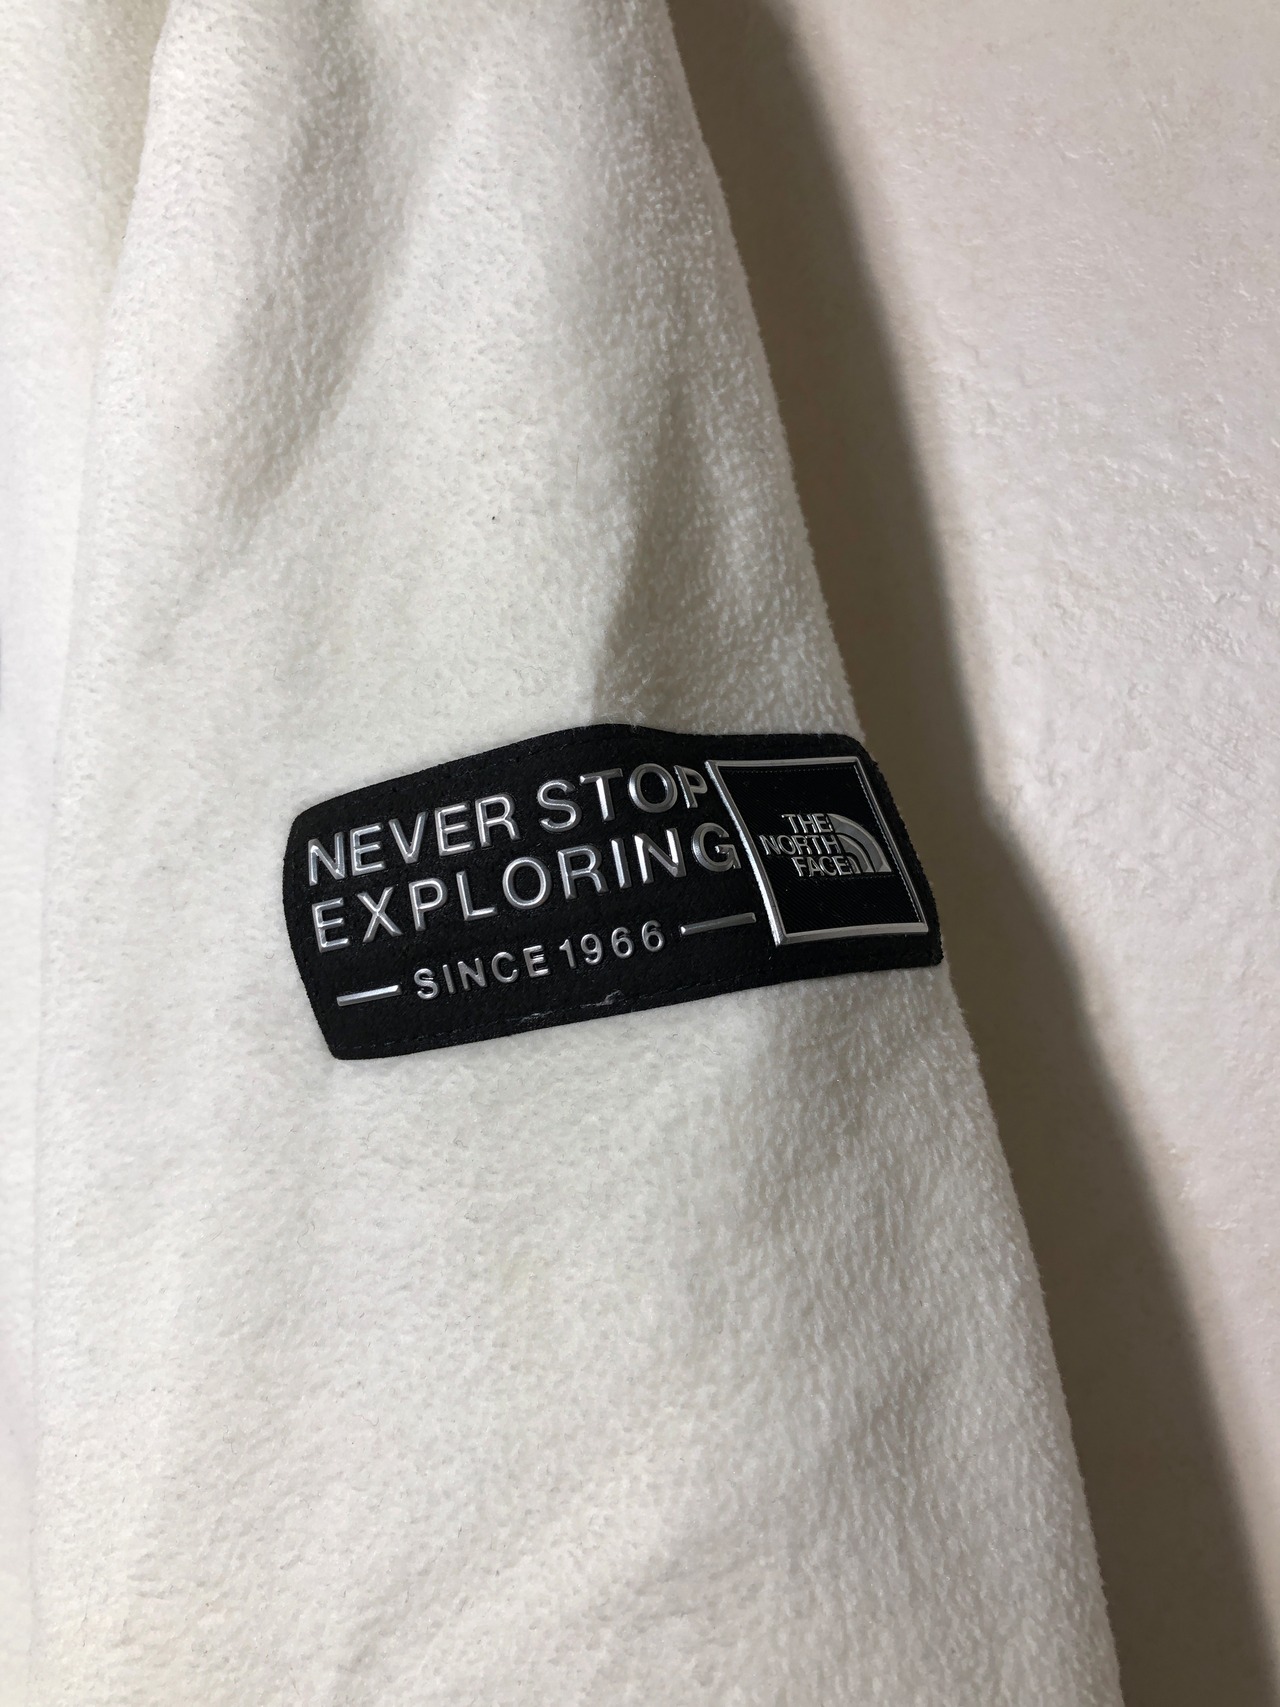 NEVER STOP
EXPLORING
SINCE 1966
THE
NORTH
FACE